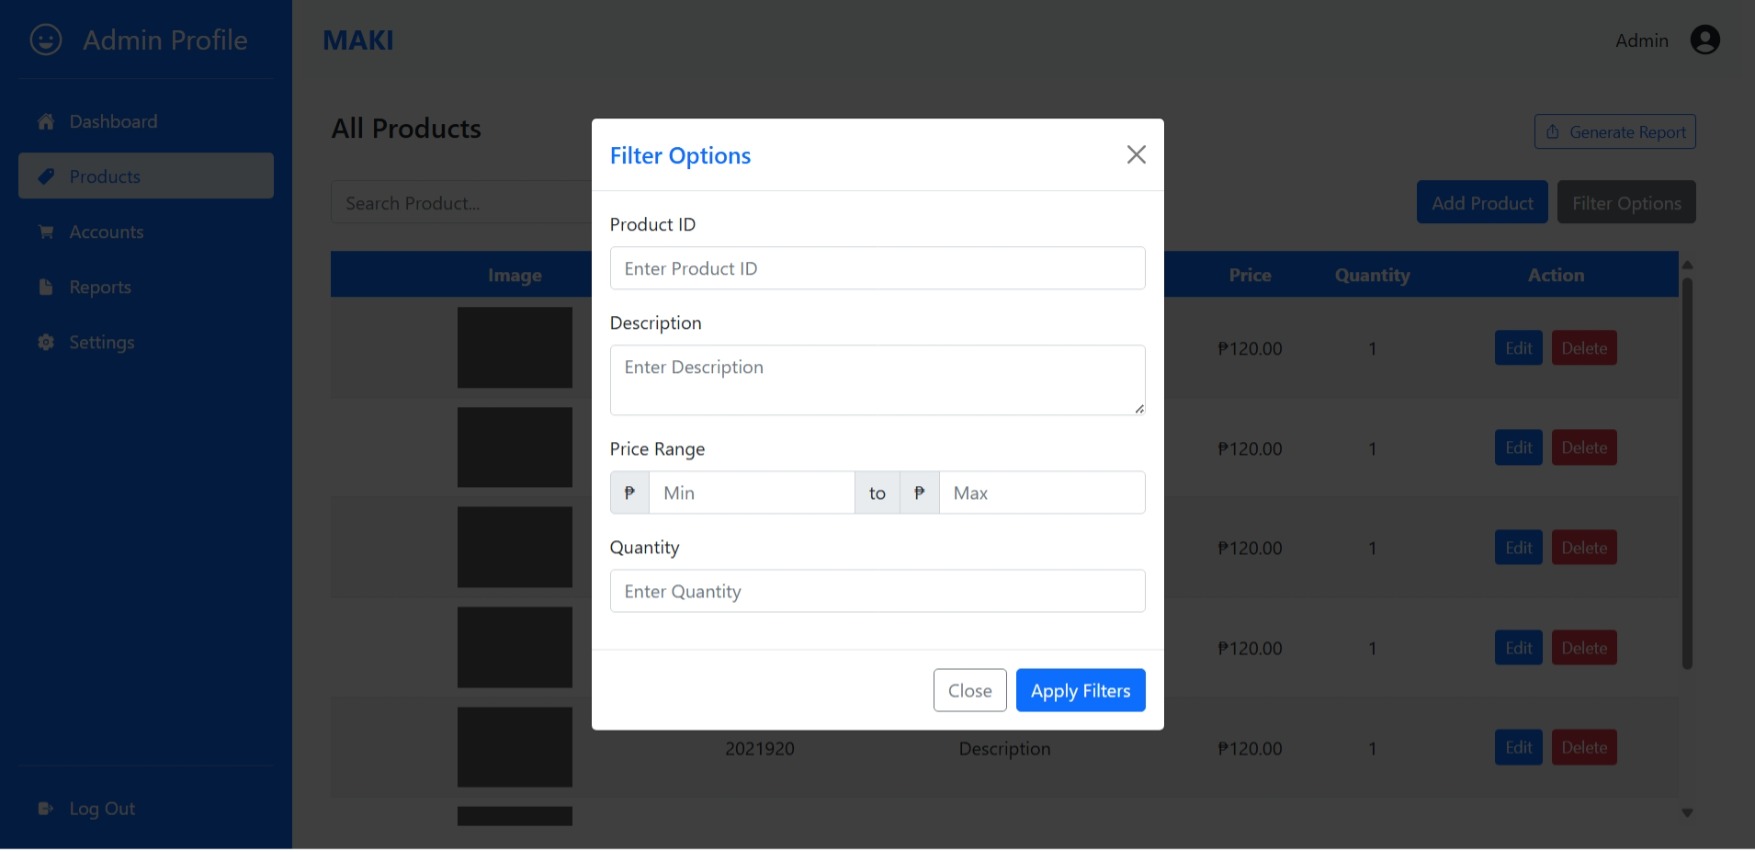 Admin Profile
MAKI
Admin
Dashboard
Products
Accounts
Reports
Settings
Log Out
All Products
Generate Report
Search Product...
Add Product
Filter Options
Image Price Quantity Action
₱120.00 1 Edit Delete
₱120.00 1 Edit Delete
₱120.00 1 Edit Delete
₱120.00 1 Edit Delete
2021920 Description ₱120.00 1 Edit Delete
Filter Options
Product ID
Enter Product ID
Description
Enter Description
Price Range
₱ Min to ₱ Max
Quantity
Enter Quantity
Close Apply Filters